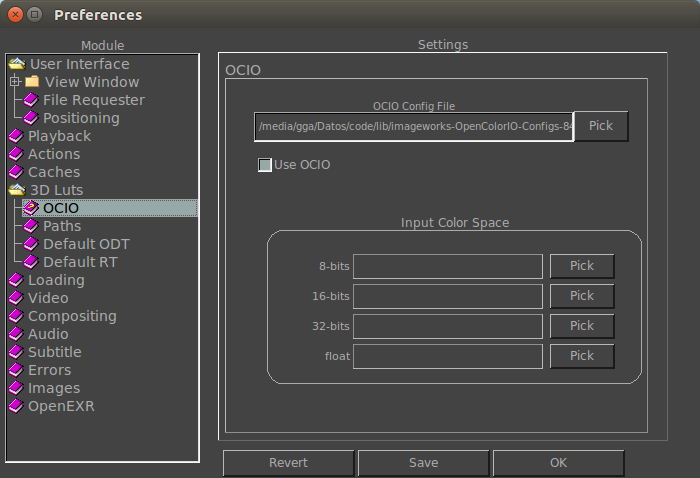 Preferences
Module
User Interface
View Window
File Requester
Positioning
Playback
Actions
Caches
3D Luts
OCIO
Paths
Default ODT
Default RT
Loading
Video
Compositing
Audio
Subtitle
Errors
Images
OpenEXR
Settings
OCIO
OCIO Config File
/media/gga/Datos/code/lib/imageworks-OpenColorIO-Configs-84 Pick
Use OCIO
Input Color Space
8-bits Pick
16-bits Pick
32-bits Pick
float Pick
Revert Save OK